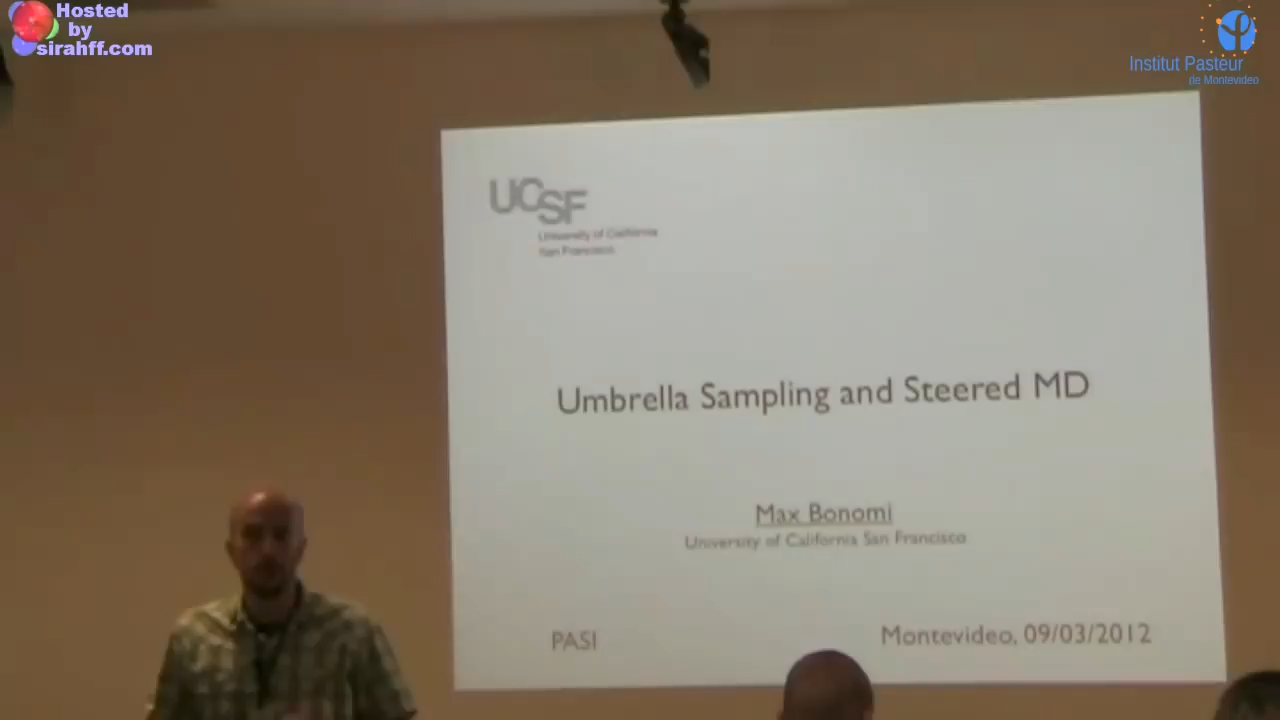 Hosted
by
sirahff.com
Institut Pasteur
de Montevideo
UCSF
University of California
San Francisco
Umbrella Sampling and Steered MD
Max Bonomi
University of California San Francisco
PASI
Montevideo, 09/03/2012